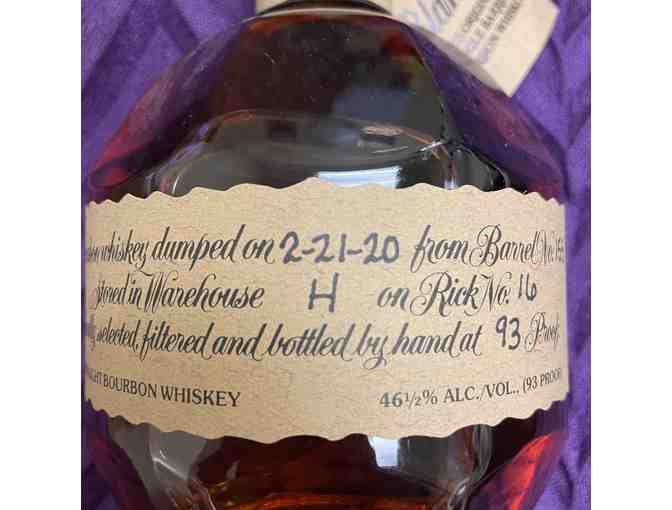 whiskey dumped on 2-21-20 from Barrel No.
Stored in Warehouse H on Rick No. 16
selected, filtered and bottled by hand at 93 Proof
BOURBON WHISKEY
46½% ALC./VOL., (93 PROOF)